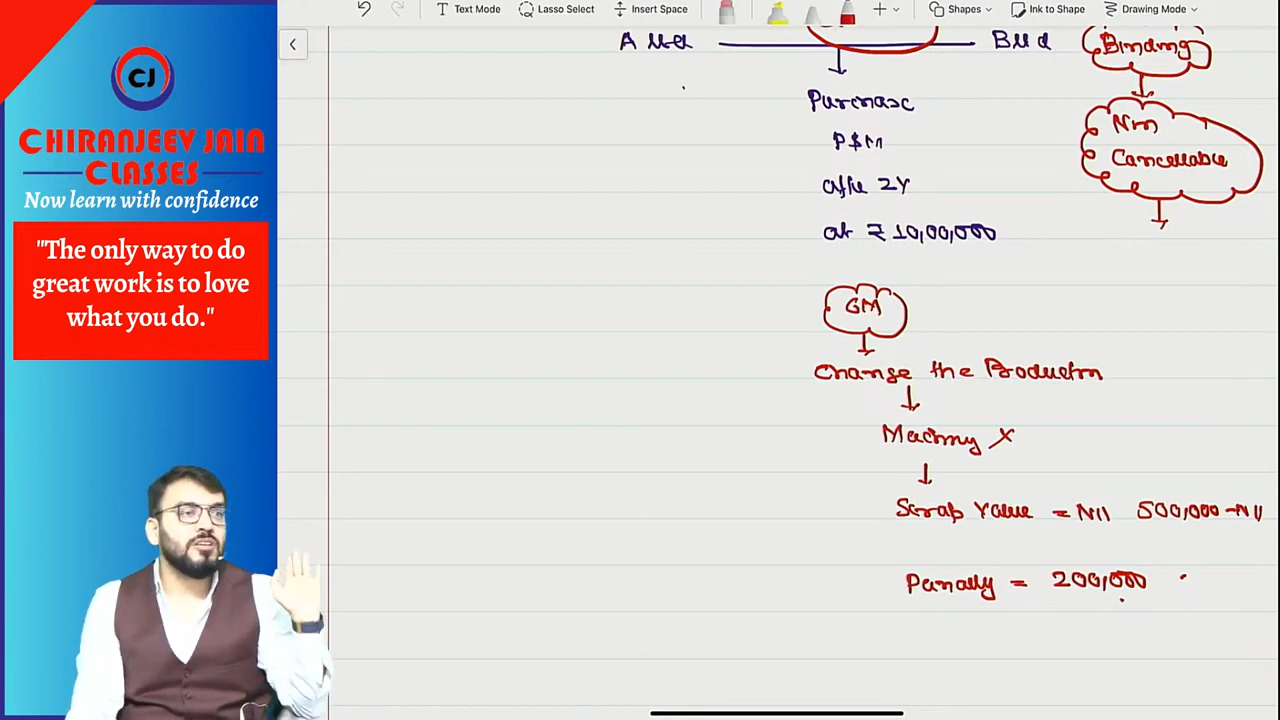 Text Mode
Lasso Select
Insert Space
Shapes
Ink to Shape
Drawing Mode
CJ
CHIRANJEEV JAIN
CLASSES
Now learn with confidence
"The only way to do
great work is to love
what you do."
A Ltd
B Ltd
Binding
Non
Cancellable
Purchase
P&M
after 2Y
at ₹ 10,00,000
GM
Change the Production
Machinery X
Scrap Value = Nil 500,000 - Nil
Penalty = 200,000